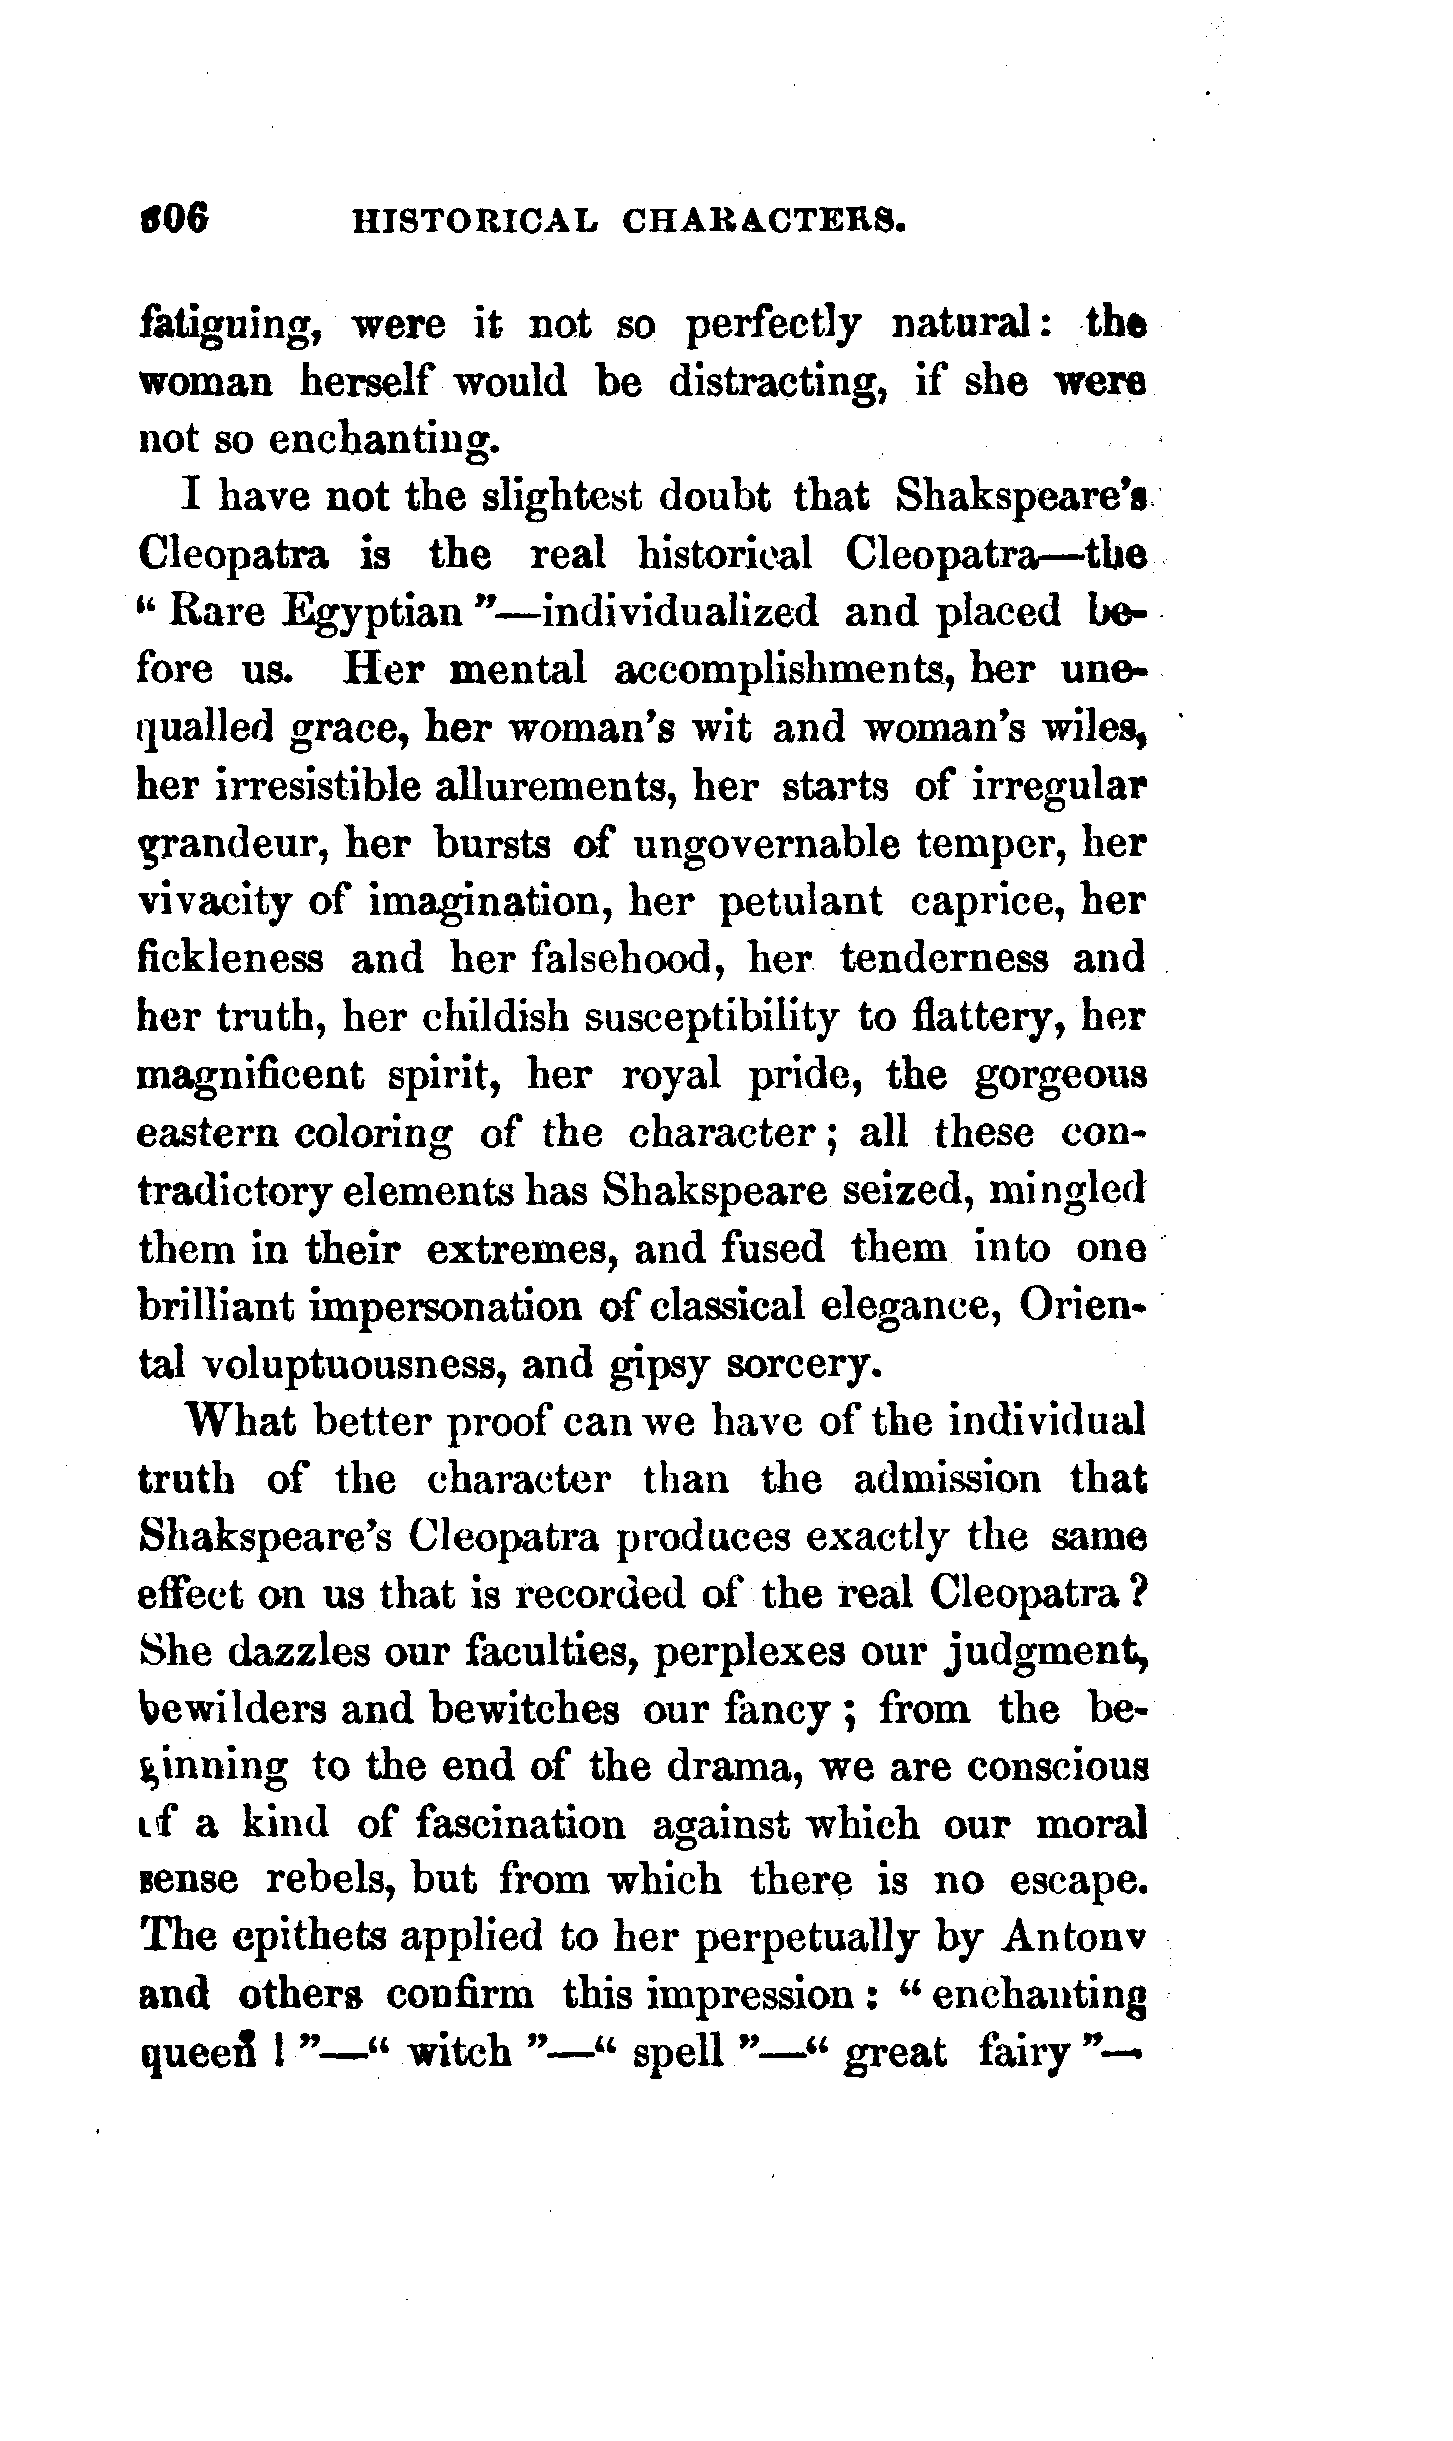 306 HISTORICAL CHARACTERS.
fatiguing, were it not so perfectly natural: the
woman herself would be distracting, if she were
not so enchanting.
I have not the slightest doubt that Shakspeare's
Cleopatra is the real historical Cleopatra—the
“ Rare Egyptian ”—individualized and placed be-
fore us. Her mental accomplishments, her une-
qualled grace, her woman's wit and woman's wiles,
her irresistible allurements, her starts of irregular
grandeur, her bursts of ungovernable temper, her
vivacity of imagination, her petulant caprice, her
fickleness and her falsehood, her tenderness and
her truth, her childish susceptibility to flattery, her
magnificent spirit, her royal pride, the gorgeous
eastern coloring of the character ; all these con-
tradictory elements has Shakspeare seized, mingled
them in their extremes, and fused them into one
brilliant impersonation of classical elegance, Orien-
tal voluptuousness, and gipsy sorcery.
What better proof can we have of the individual
truth of the character than the admission that
Shakspeare's Cleopatra produces exactly the same
effect on us that is recorded of the real Cleopatra ?
She dazzles our faculties, perplexes our judgment,
bewilders and bewitches our fancy ; from the be-
ginning to the end of the drama, we are conscious
of a kind of fascination against which our moral
sense rebels, but from which there is no escape.
The epithets applied to her perpetually by Antony
and others confirm this impression : “ enchanting
queen ! ”—“ witch ”—“ spell ”—“ great fairy ”—